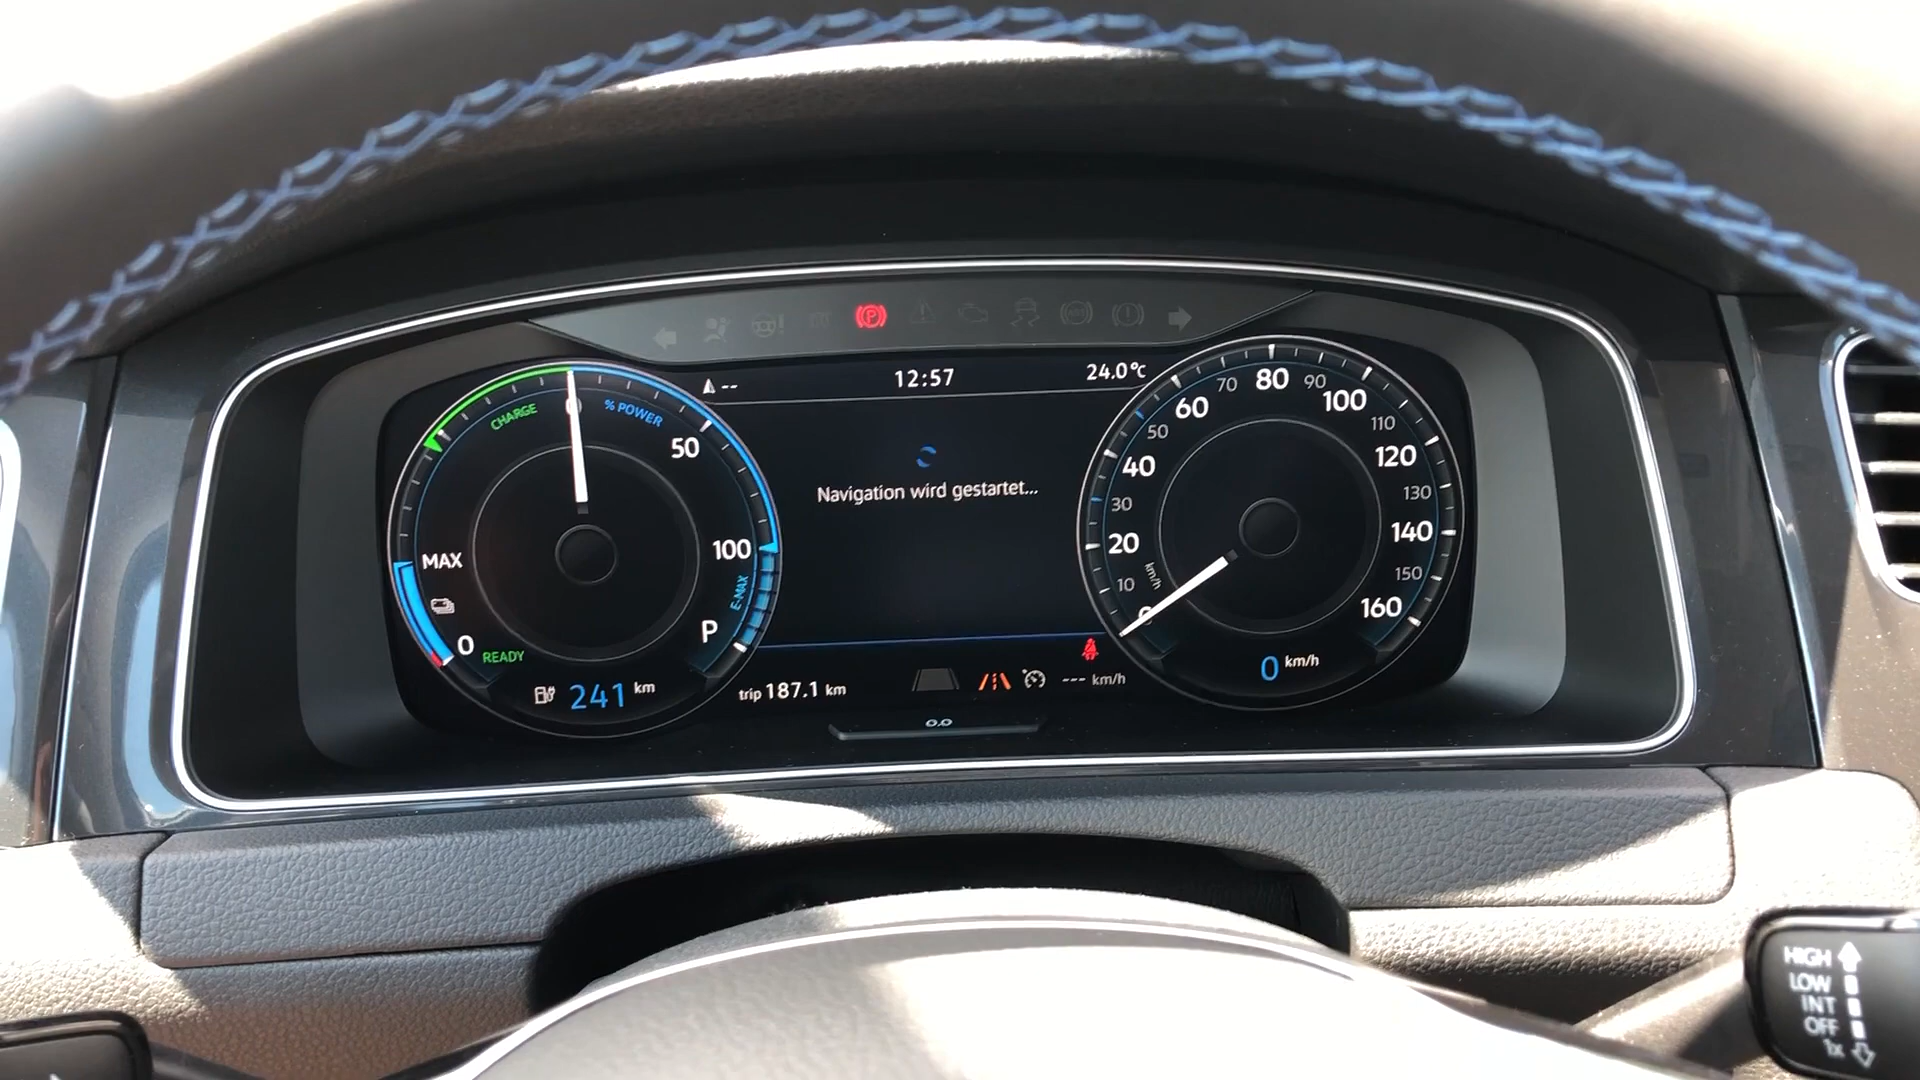 P
--
12:57
24.0°C
CHARGE
0
% POWER
50
100
E-MAX
P
MAX
0
READY
241 km
Navigation wird gestartet...
trip 187.1 km
--- km/h
0
10
20
30
40
50
60
70
80
90
100
110
120
130
140
150
160
km/h
0 km/h
HIGH
LOW
INT
OFF
1x